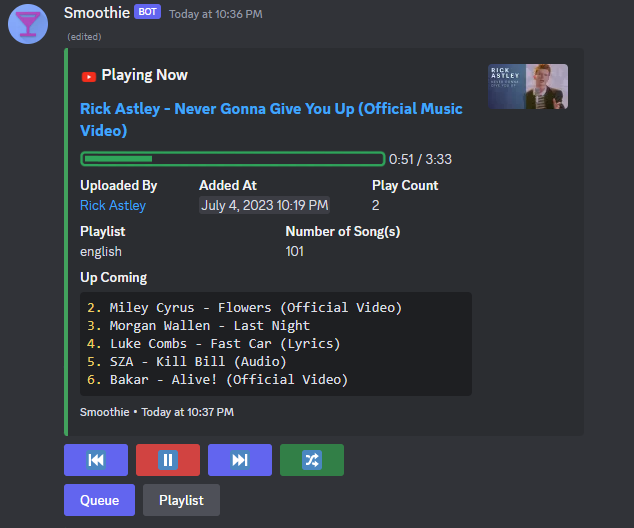 Smoothie BOT Today at 10:36 PM
(edited)
Playing Now
RICK
ASTLEY
Rick Astley - Never Gonna Give You Up (Official Music
Video)
0:51 / 3:33
Uploaded By Added At Play Count
Rick Astley July 4, 2023 10:19 PM 2
Playlist Number of Song(s)
english 101
Up Coming
2. Miley Cyrus - Flowers (Official Video)
3. Morgan Wallen - Last Night
4. Luke Combs - Fast Car (Lyrics)
5. SZA - Kill Bill (Audio)
6. Bakar - Alive! (Official Video)
Smoothie • Today at 10:37 PM
Queue Playlist